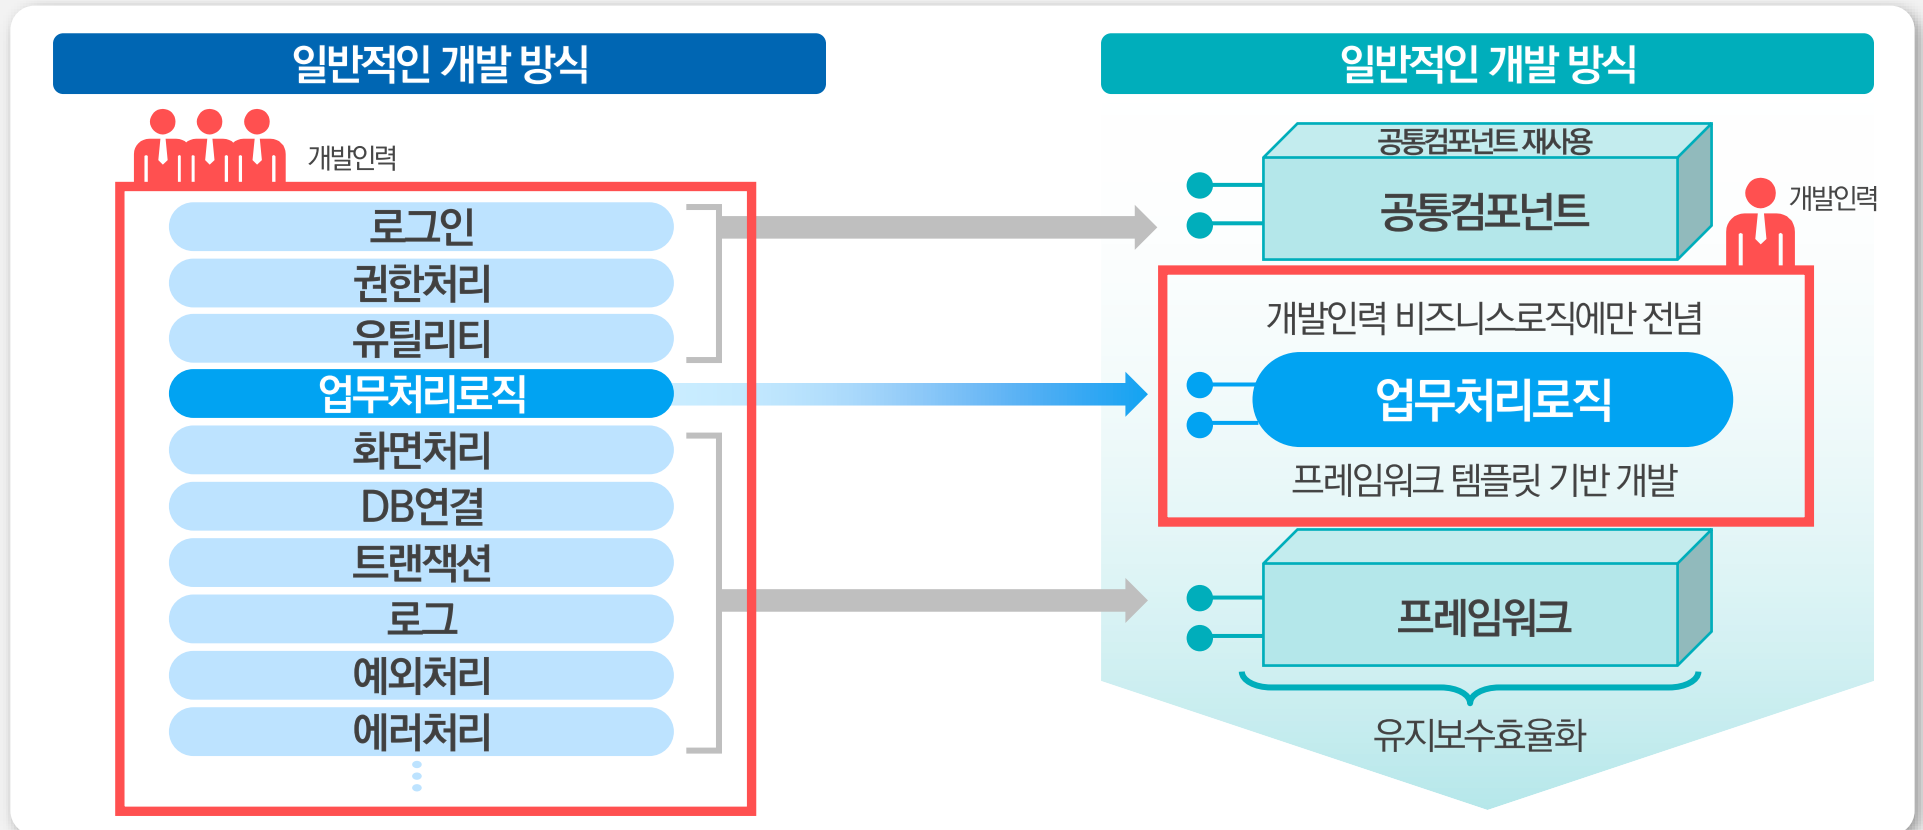 일반적인 개발 방식
개발인력
로그인
권한처리
유틸리티
업무처리로직
화면처리
DB연결
트랜잭션
로그
예외처리
에러처리
일반적인 개발 방식
공통컴포넌트 재사용
공통컴포넌트
개발인력
개발인력 비즈니스로직에만 전념
업무처리로직
프레임워크 템플릿 기반 개발
프레임워크
유지보수효율화